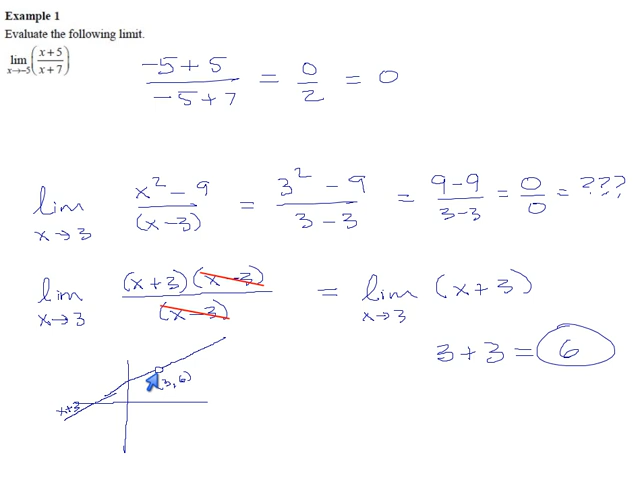 Example 1
Evaluate the following limit.
lim x→-5 ((x+5)/(x+7))
(-5+5)/(-5+7) = 0/2 = 0
lim x→3 (x² - 9)/(x-3) = (3² - 9)/(3-3) = (9-9)/(3-3) = 0/0 = ???
lim x→3 (x+3)(x-3)/(x-3) = lim x→3 (x+3)
3+3 = 6
(3, 6)
x+3